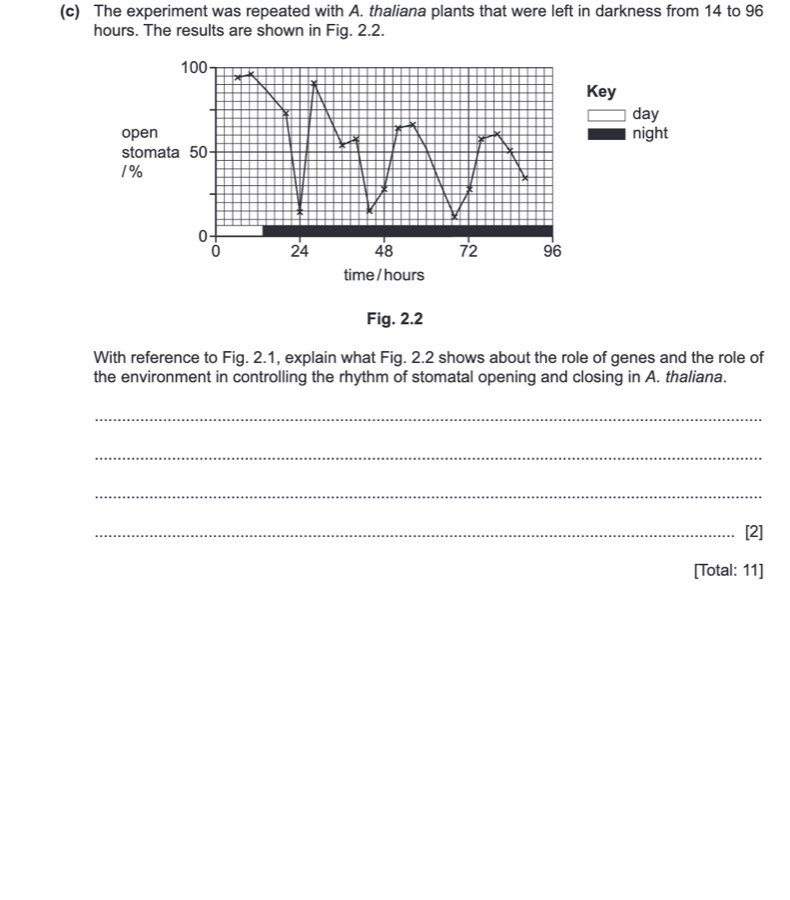 (c) The experiment was repeated with A. thaliana plants that were left in darkness from 14 to 96
hours. The results are shown in Fig. 2.2.
100
open
stomata 50
/%
0
0 24 48 72 96
time/hours
Key
day
night
Fig. 2.2
With reference to Fig. 2.1, explain what Fig. 2.2 shows about the role of genes and the role of
the environment in controlling the rhythm of stomatal opening and closing in A. thaliana.
[2]
[Total: 11]